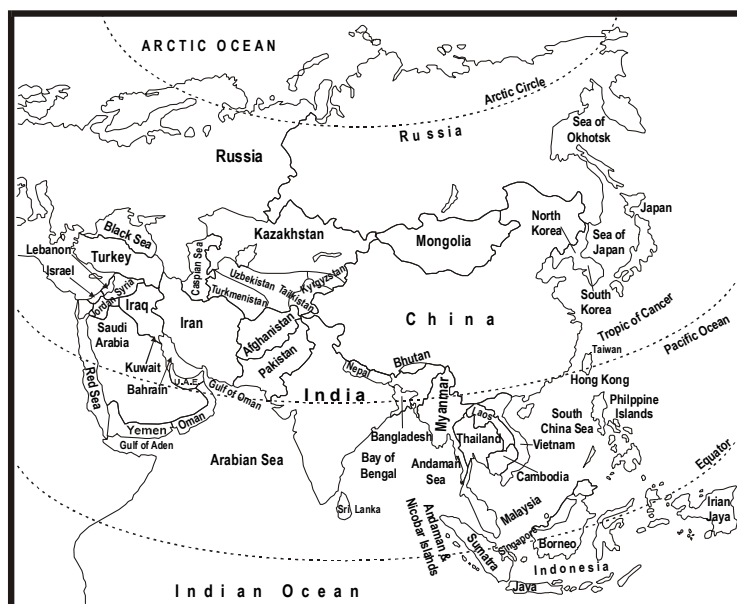 ARCTIC OCEAN
Arctic Circle
Russia
Sea of
Okhotsk
Russia
Japan
North
Korea
Black Sea
Kazakhstan
Mongolia
Sea of
Japan
Lebanon
Turkey
Caspian Sea
Israel
Uzbekistan
Tajikistan
Kyrgyzstan
Jordan
Syria
Turkmenistan
South
Korea
Iraq
Iran
China
Tropic of Cancer
Saudi
Arabia
Afghanistan
Pacific Ocean
Taiwan
Kuwait
Pakistan
Nepal
Bhutan
Red Sea
Bahrain
U.A.E.
Gulf of Oman
India
Myanmar
Hong Kong
Philppine
Islands
Oman
Laos
South
China Sea
Yemen
Bangladesh
Thailand
Gulf of Aden
Vietnam
Arabian Sea
Bay of
Bengal
Andaman
Sea
Cambodia
Equator
Sri Lanka
Andaman &
Nicobar Islands
Malaysia
Irian
Jaya
Singapore
Sumatra
Borneo
Indonesia
Java
Indian Ocean